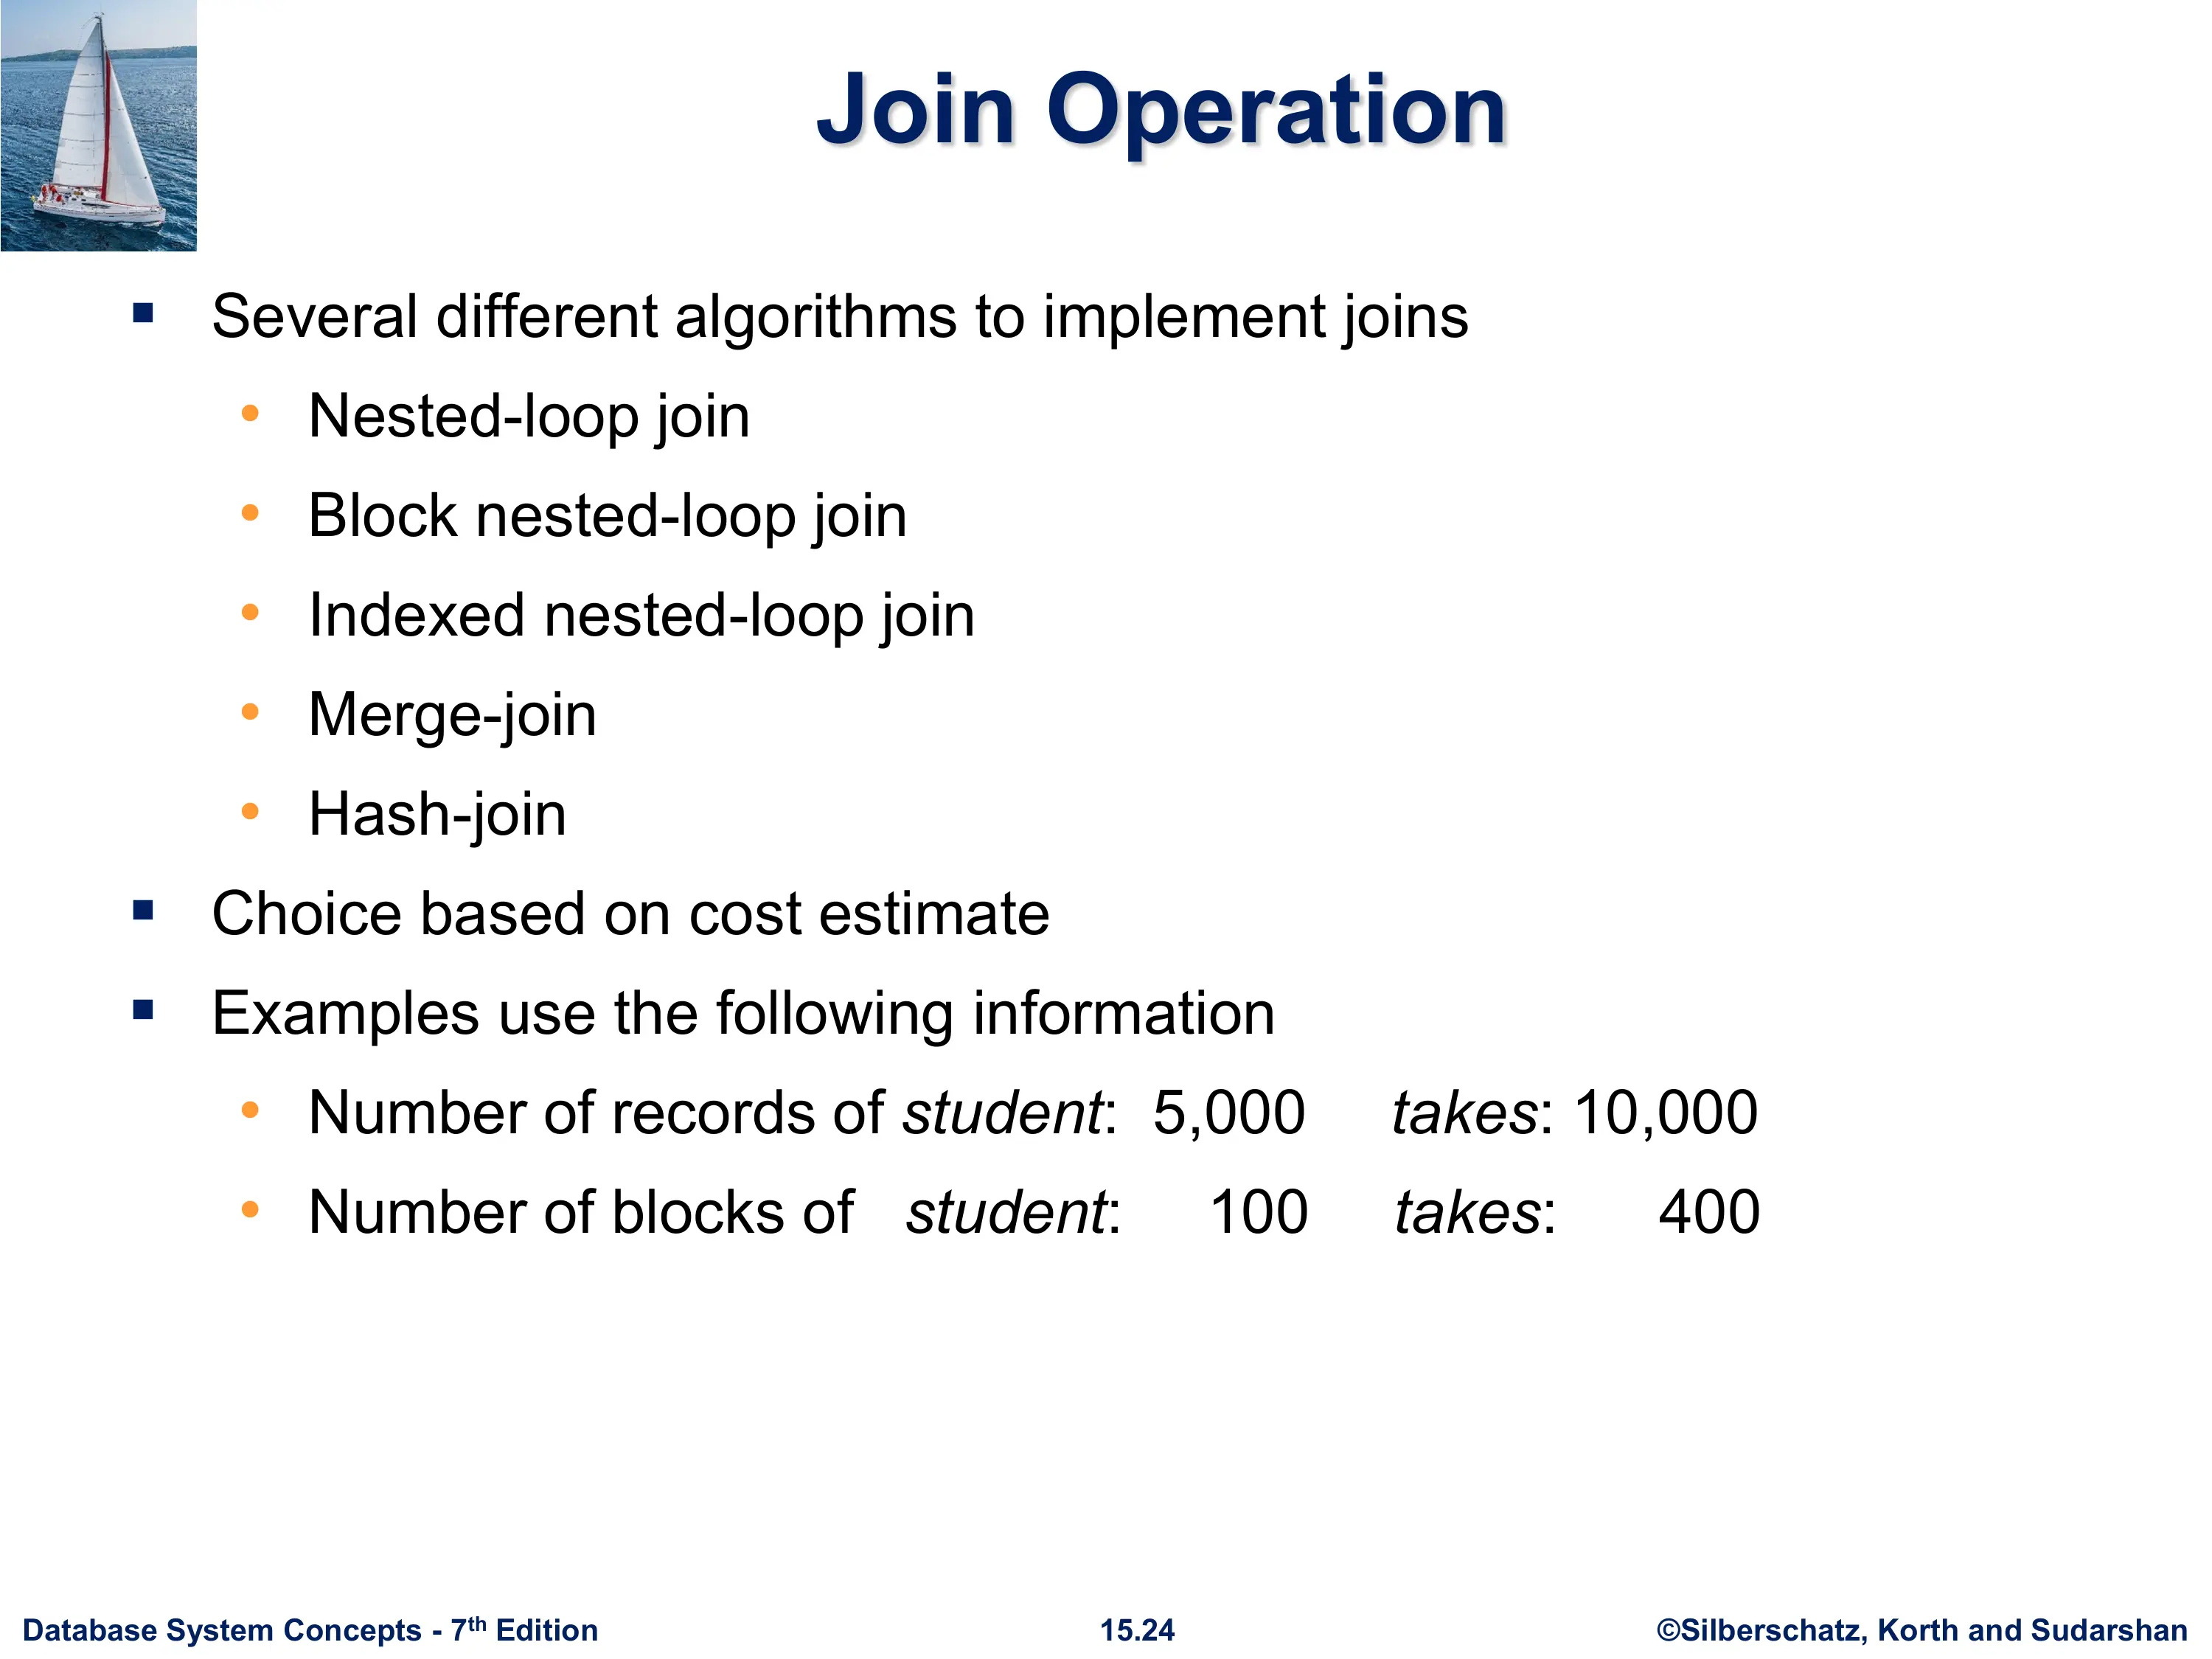 Join Operation
▪ Several different algorithms to implement joins
• Nested-loop join
• Block nested-loop join
• Indexed nested-loop join
• Merge-join
• Hash-join
▪ Choice based on cost estimate
▪ Examples use the following information
• Number of records of student: 5,000 takes: 10,000
• Number of blocks of student: 100 takes: 400
Database System Concepts - 7th Edition 15.24 ©Silberschatz, Korth and Sudarshan